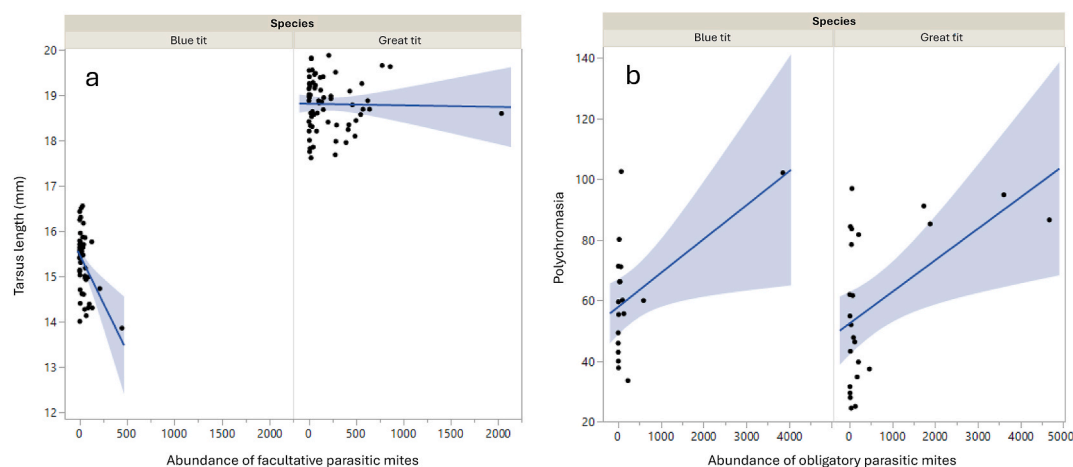 Species
Blue tit Great tit
a
Tarsus length (mm)
20
19
18
17
16
15
14
13
12
0 500 1000 1500 2000 0 500 1000 1500 2000
Abundance of facultative parasitic mites
Species
Blue tit Great tit
b
Polychromasia
140
120
100
80
60
40
20
0 1000 2000 3000 4000 0 1000 2000 3000 4000 5000
Abundance of obligatory parasitic mites